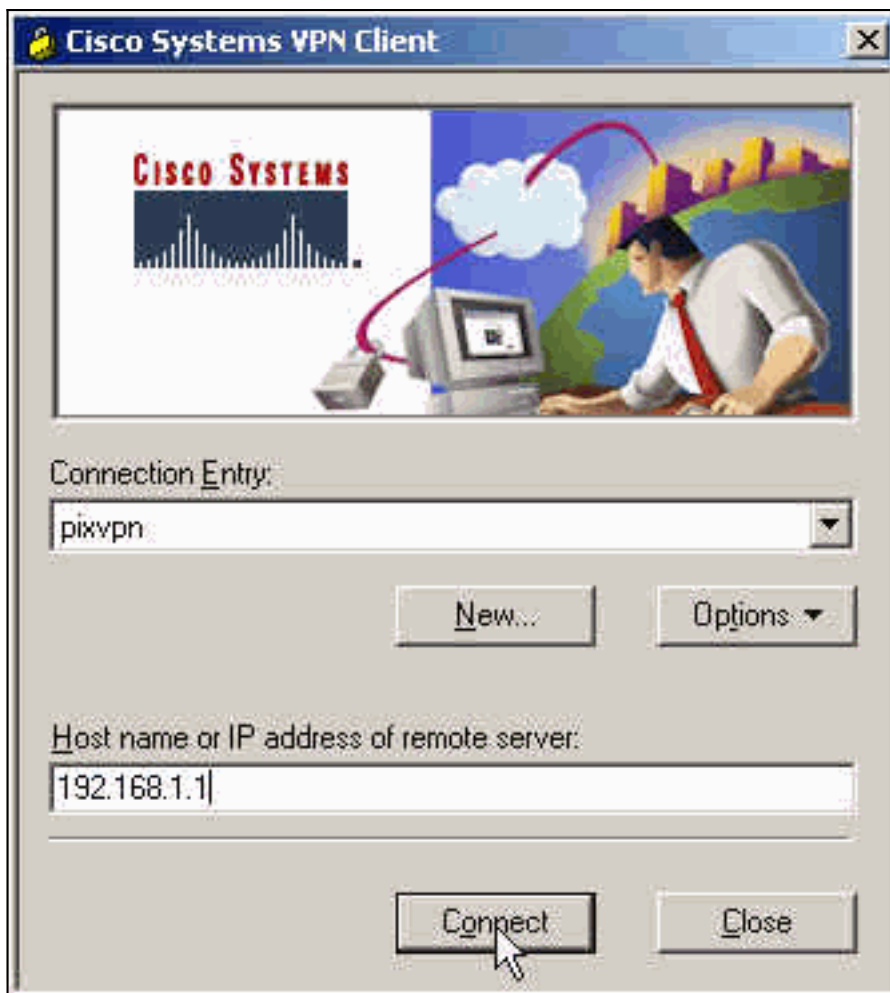 Cisco Systems VPN Client
CISCO SYSTEMS
Connection Entry:
pixvpn
New...
Options
Host name or IP address of remote server:
192.168.1.1
Connect
Close